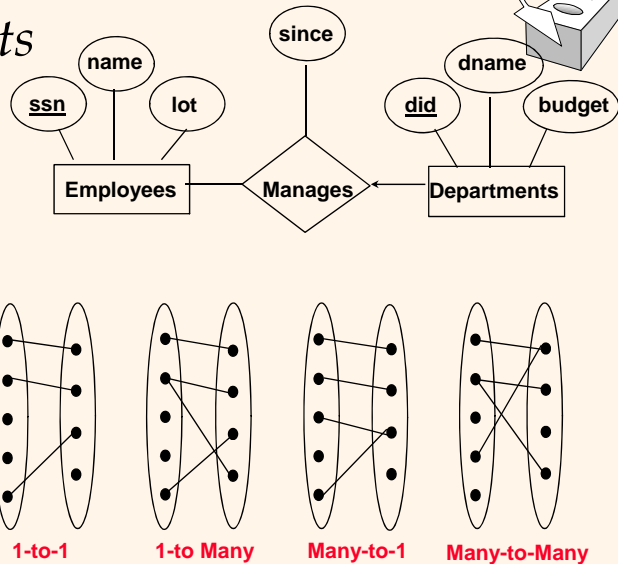 ts
since
name
dname
ssn
lot
did
budget
Employees
Manages
Departments
1-to-1
1-to Many
Many-to-1
Many-to-Many